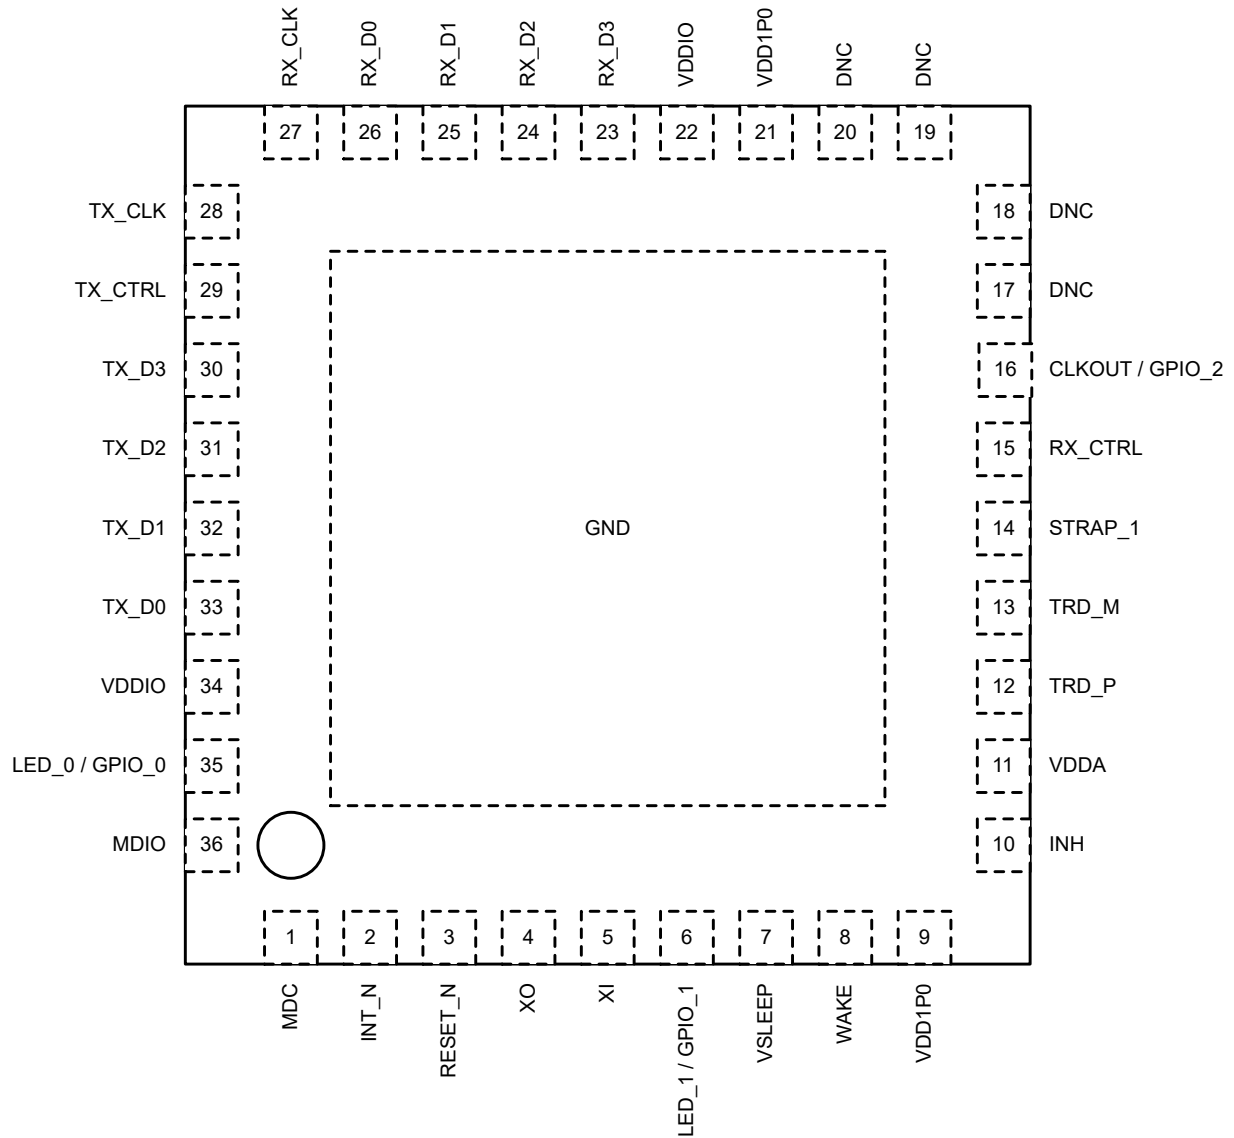 RX_CLK
RX_D0
RX_D1
RX_D2
RX_D3
VDDIO
VDD1P0
DNC
DNC
27
26
25
24
23
22
21
20
19
TX_CLK 28
18 DNC
TX_CTRL 29
17 DNC
TX_D3 30
16 CLKOUT / GPIO_2
TX_D2 31
15 RX_CTRL
TX_D1 32
GND
14 STRAP_1
TX_D0 33
13 TRD_M
VDDIO 34
12 TRD_P
LED_0 / GPIO_0 35
11 VDDA
MDIO 36
10 INH
1
2
3
4
5
6
7
8
9
MDC
INT_N
RESET_N
XO
XI
LED_1 / GPIO_1
VSLEEP
WAKE
VDD1P0